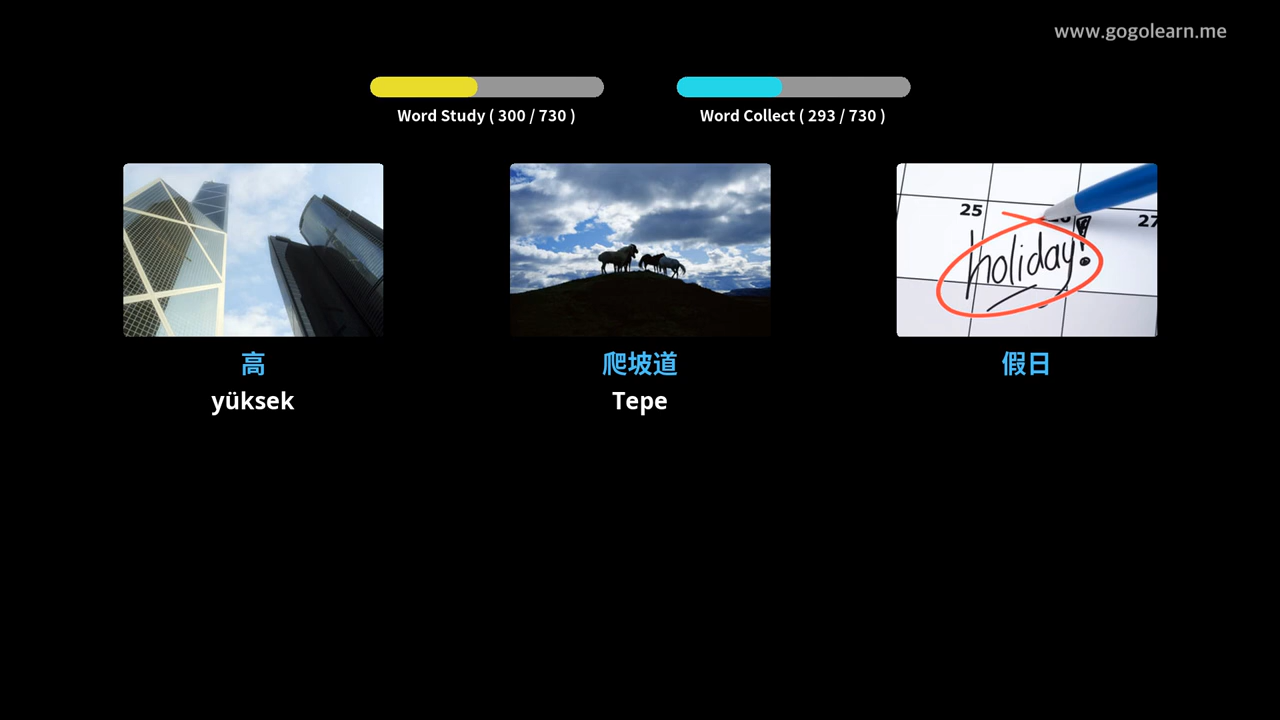 www.gogolearn.me
Word Study ( 300 / 730 )
Word Collect ( 293 / 730 )
25
27
holiday!
高
爬坡道
假日
yüksek
Tepe